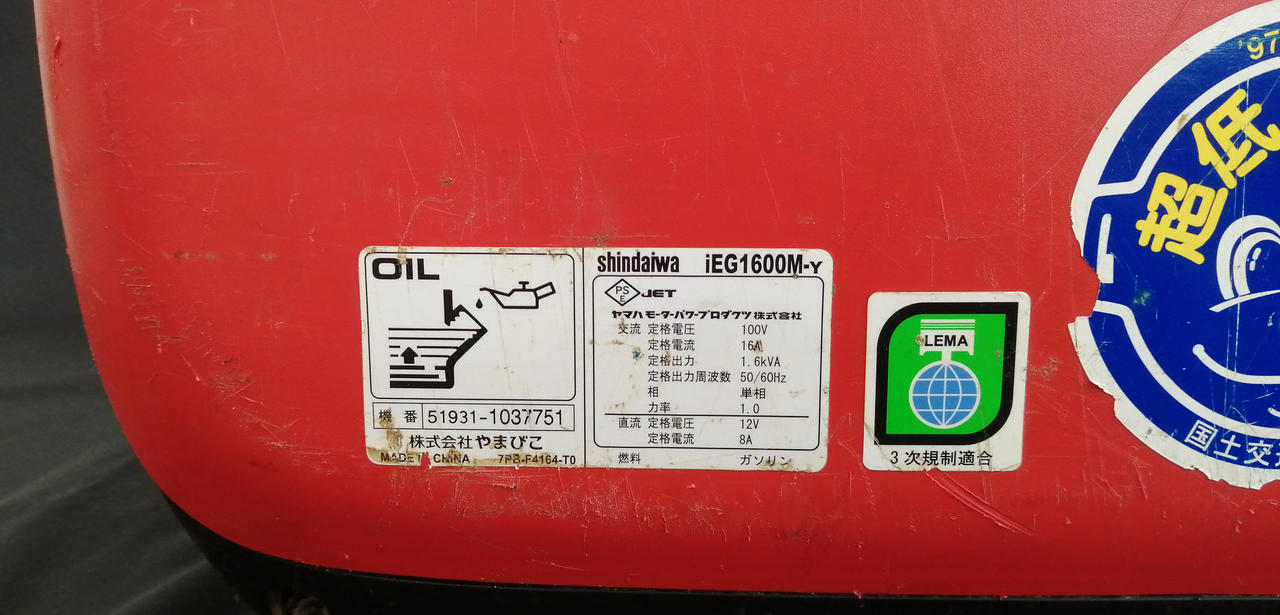 OIL
機番 51931-1037751
株式会社やまびこ
MADE IN CHINA 7PB-F4164-T0
shindaiwa iEG1600M-Y
PS
E
JET
ヤマハモーターパワープロダクツ株式会社
交流 定格電圧 100V
定格電流 16A
定格出力 1.6kVA
定格出力周波数 50/60Hz
相 単相
力率 1.0
直流 定格電圧 12V
定格電流 8A
燃料 ガソリン
LEMA
3次規制適合
'97
超低
国土交